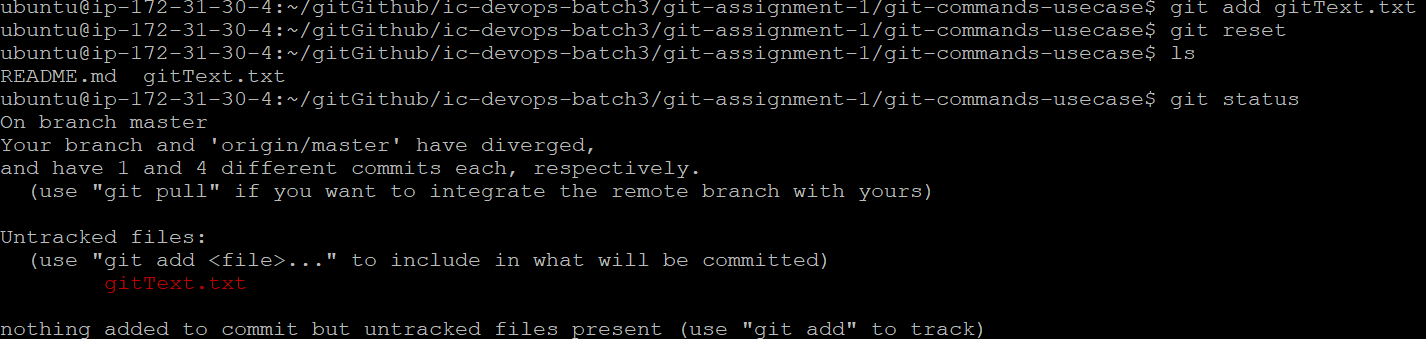 ubuntu@ip-172-31-30-4:~/gitGithub/ic-devops-batch3/git-assignment-1/git-commands-usecase$ git add gitText.txt
ubuntu@ip-172-31-30-4:~/gitGithub/ic-devops-batch3/git-assignment-1/git-commands-usecase$ git reset
ubuntu@ip-172-31-30-4:~/gitGithub/ic-devops-batch3/git-assignment-1/git-commands-usecase$ ls
README.md  gitText.txt
ubuntu@ip-172-31-30-4:~/gitGithub/ic-devops-batch3/git-assignment-1/git-commands-usecase$ git status
On branch master
Your branch and 'origin/master' have diverged,
and have 1 and 4 different commits each, respectively.
  (use "git pull" if you want to integrate the remote branch with yours)
Untracked files:
  (use "git add <file>..." to include in what will be committed)
        gitText.txt
nothing added to commit but untracked files present (use "git add" to track)